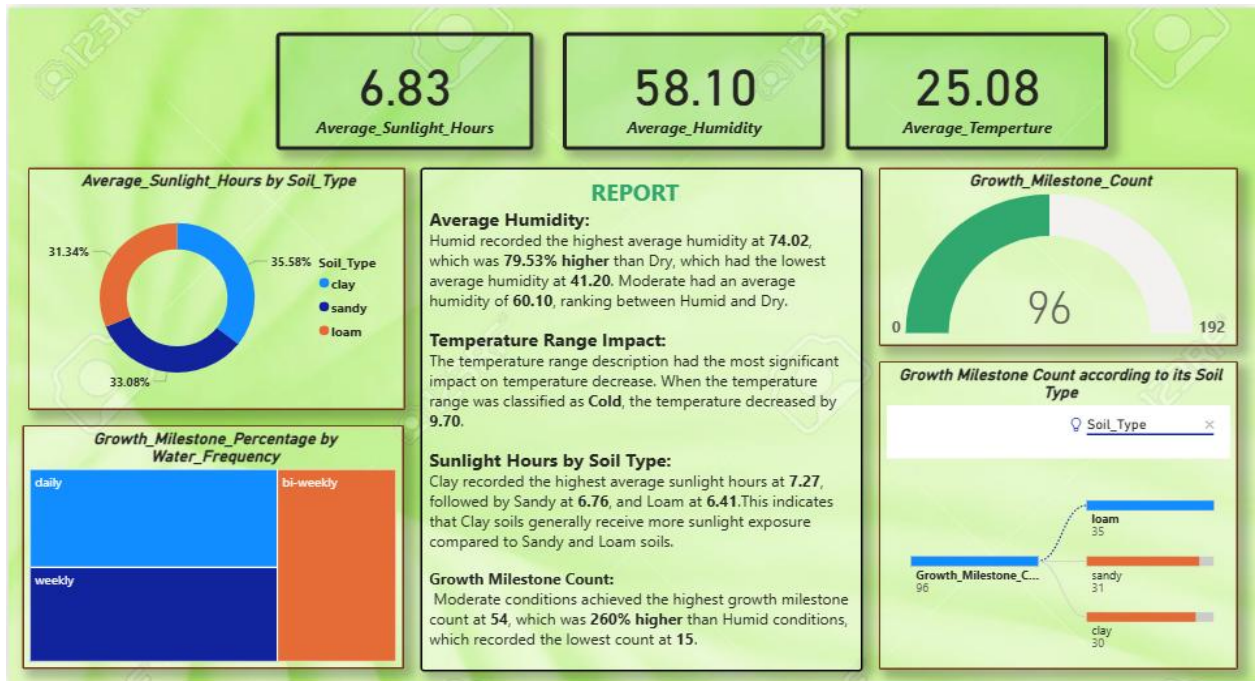 6.83
Average_Sunlight_Hours
58.10
Average_Humidity
25.08
Average_Temperture
Average_Sunlight_Hours by Soil_Type
31.34%
35.58%
33.08%
Soil_Type
clay
sandy
loam
Growth_Milestone_Percentage by
Water_Frequency
daily
bi-weekly
weekly
REPORT
Average Humidity:
Humid recorded the highest average humidity at 74.02,
which was 79.53% higher than Dry, which had the lowest
average humidity at 41.20. Moderate had an average
humidity of 60.10, ranking between Humid and Dry.
Temperature Range Impact:
The temperature range description had the most significant
impact on temperature decrease. When the temperature
range was classified as Cold, the temperature decreased by
9.70.
Sunlight Hours by Soil Type:
Clay recorded the highest average sunlight hours at 7.27,
followed by Sandy at 6.76, and Loam at 6.41.This indicates
that Clay soils generally receive more sunlight exposure
compared to Sandy and Loam soils.
Growth Milestone Count:
Moderate conditions achieved the highest growth milestone
count at 54, which was 260% higher than Humid conditions,
which recorded the lowest count at 15.
Growth_Milestone_Count
96
0
192
Growth Milestone Count according to its Soil
Type
Soil_Type
Growth_Milestone_C...
96
loam
35
sandy
31
clay
30